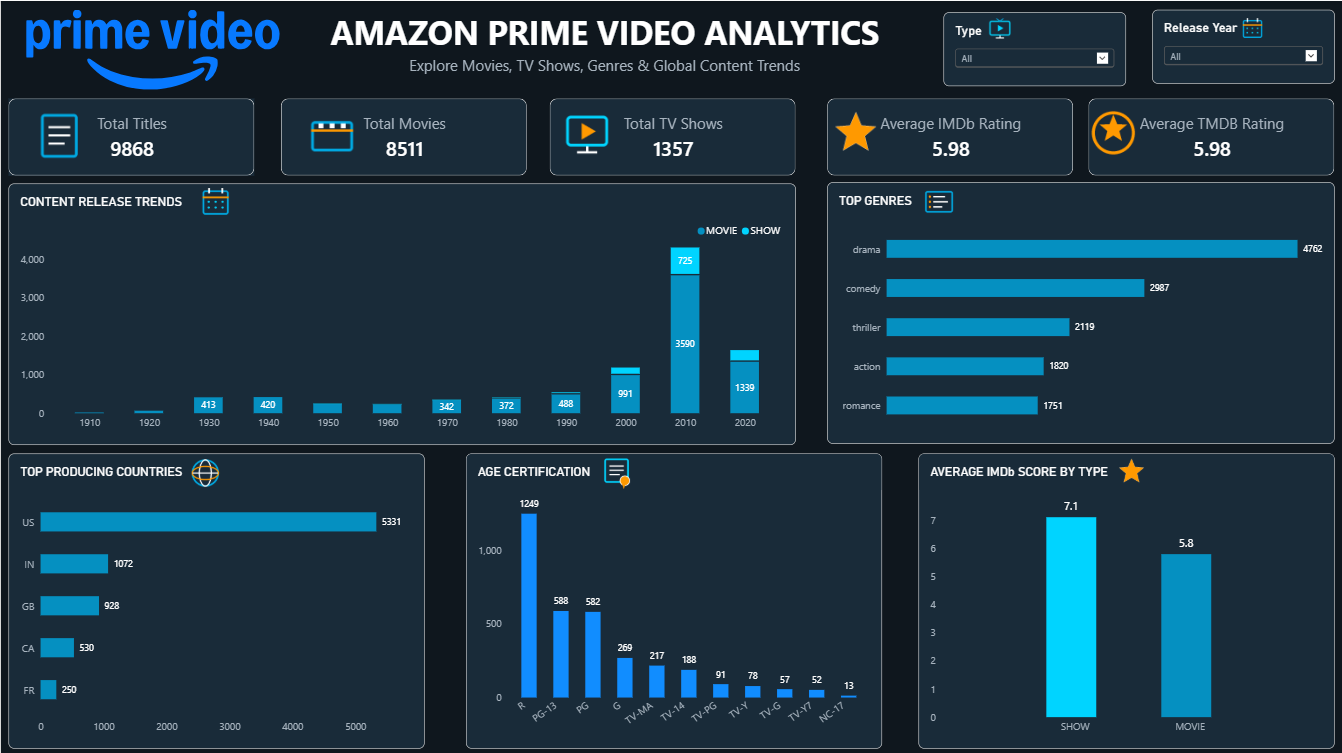 prime video
AMAZON PRIME VIDEO ANALYTICS
Explore Movies, TV Shows, Genres & Global Content Trends
Type
All
Release Year
All
Total Titles
9868
Total Movies
8511
Total TV Shows
1357
Average IMDb Rating
5.98
Average TMDB Rating
5.98
CONTENT RELEASE TRENDS
MOVIE SHOW
4,000
3,000
2,000
1,000
0
413
420
342
372
488
991
725
3590
1339
1910 1920 1930 1940 1950 1960 1970 1980 1990 2000 2010 2020
TOP GENRES
drama 4762
comedy 2987
thriller 2119
action 1820
romance 1751
TOP PRODUCING COUNTRIES
US 5331
IN 1072
GB 928
CA 530
FR 250
0 1000 2000 3000 4000 5000
AGE CERTIFICATION
1,000
500
0
1249 588 582 269 217 188 91 78 57 52 13
R PG-13 PG G TV-MA TV-14 TV-PG TV-Y TV-G TV-Y7 NC-17
AVERAGE IMDb SCORE BY TYPE
7
6
5
4
3
2
1
0
7.1
5.8
SHOW MOVIE